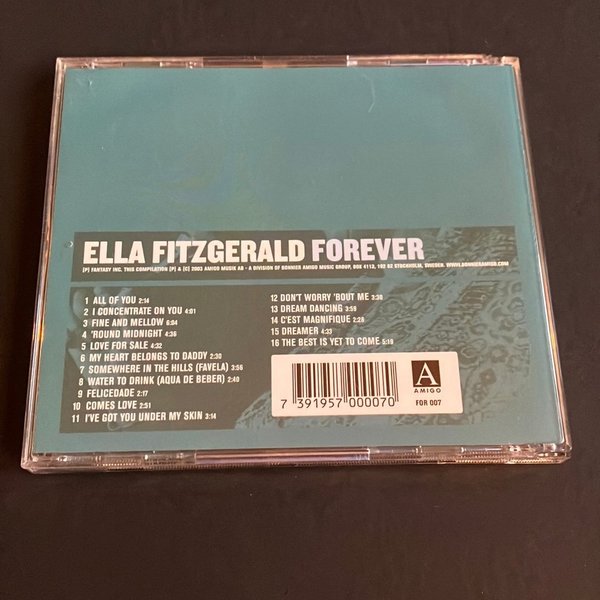 ELLA FITZGERALD FOREVER
[P] FANTASY INC. THIS COMPILATION [P] & [C] 2003 AMIGO MUSIK AB - A DIVISION OF BONNIER AMIGO MUSIC GROUP, BOX 4113, 102 62 STOCKHOLM, SWEDEN. WWW.BONNIERAMIGO.COM
1 ALL OF YOU 2:14
2 I CONCENTRATE ON YOU 4:01
3 FINE AND MELLOW 6:04
4 'ROUND MIDNIGHT 4:36
5 LOVE FOR SALE 4:32
6 MY HEART BELONGS TO DADDY 2:30
7 SOMEWHERE IN THE HILLS (FAVELA) 3:56
8 WATER TO DRINK (AQUA DE BEBER) 2:40
9 FELICEDADE 2:17
10 COMES LOVE 2:51
11 I'VE GOT YOU UNDER MY SKIN 3:14
12 DON'T WORRY 'BOUT ME 3:38
13 DREAM DANCING 3:59
14 C'EST MAGNIFIQUE 2:28
15 DREAMER 4:33
16 THE BEST IS YET TO COME 5:19
7 391957 000070
A
AMIGO
FOR 007